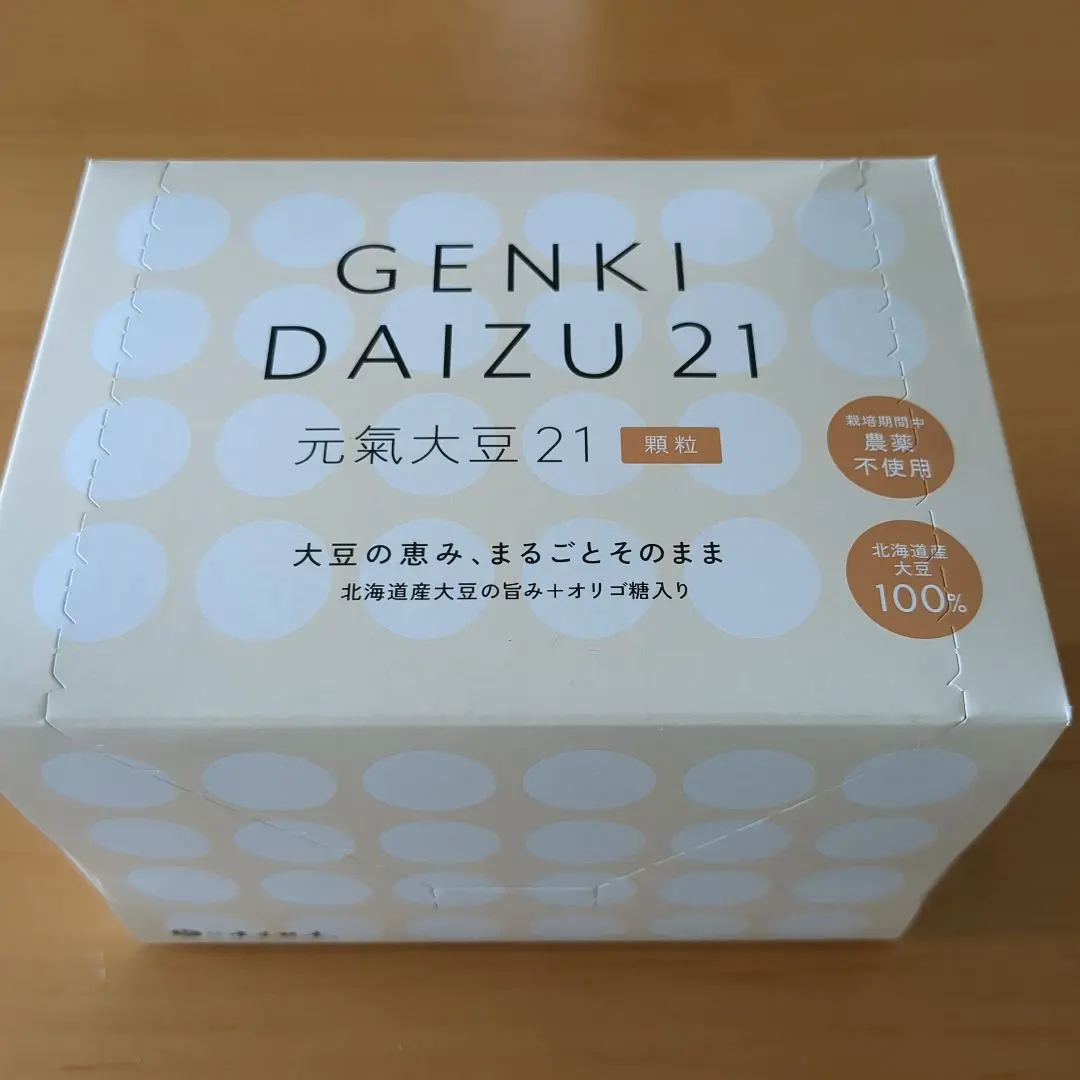 GENKI
DAIZU 21
元氣大豆21 顆粒
栽培期間中
農薬
不使用
大豆の恵み、まるごとそのまま
北海道産大豆の旨み＋オリゴ糖入り
北海道産
大豆
100%